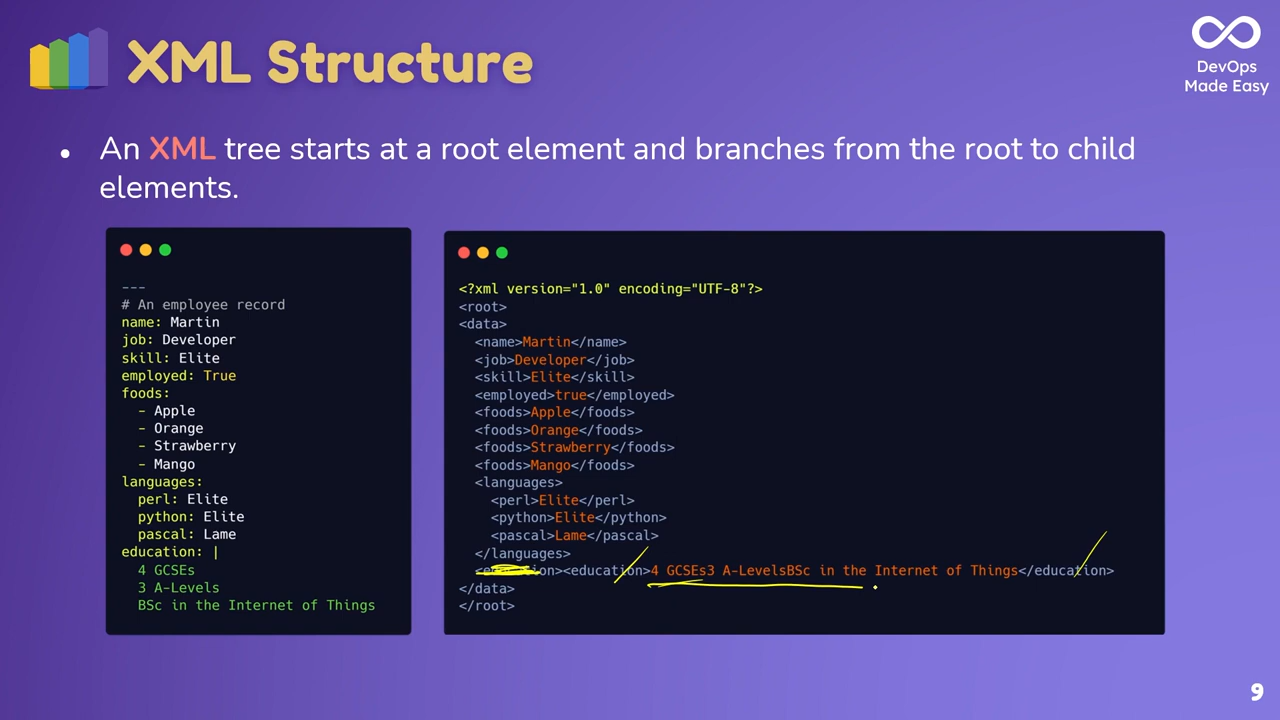 XML Structure
DevOps
Made Easy
• An XML tree starts at a root element and branches from the root to child
elements.
---
# An employee record
name: Martin
job: Developer
skill: Elite
employed: True
foods:
  - Apple
  - Orange
  - Strawberry
  - Mango
languages:
  perl: Elite
  python: Elite
  pascal: Lame
education: |
  4 GCSEs
  3 A-Levels
  BSc in the Internet of Things
<?xml version="1.0" encoding="UTF-8"?>
<root>
<data>
  <name>Martin</name>
  <job>Developer</job>
  <skill>Elite</skill>
  <employed>true</employed>
  <foods>Apple</foods>
  <foods>Orange</foods>
  <foods>Strawberry</foods>
  <foods>Mango</foods>
  <languages>
    <perl>Elite</perl>
    <python>Elite</python>
    <pascal>Lame</pascal>
  </languages>
  <education><education>4 GCSEs3 A-LevelsBSc in the Internet of Things</education>
</data>
</root>
9